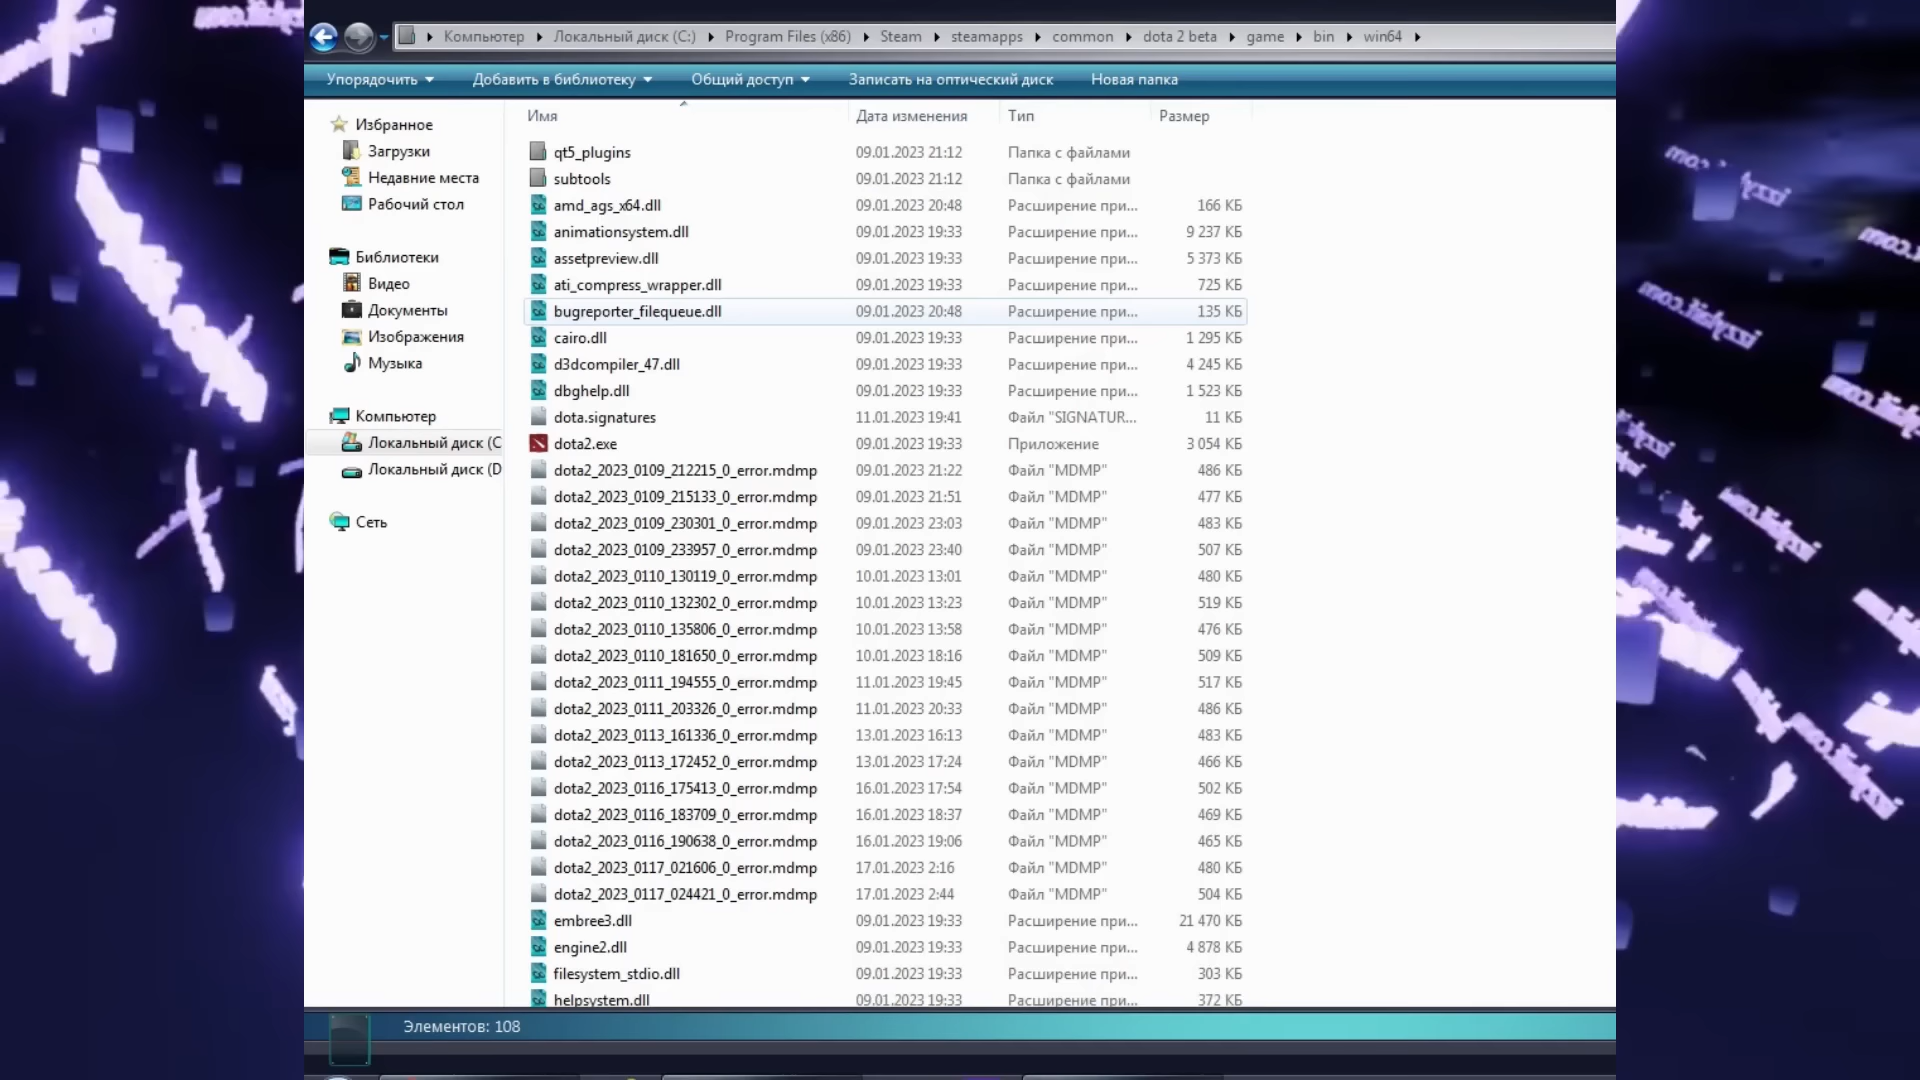 Компьютер Локальный диск (C:) Program Files (x86) Steam steamapps common dota 2 beta game bin win64
Упорядочить Добавить в библиотеку Общий доступ Записать на оптический диск Новая папка
Избранное
Загрузки
Недавние места
Рабочий стол
Библиотеки
Видео
Документы
Изображения
Музыка
Компьютер
Локальный диск (C
Локальный диск (D
Сеть
Имя Дата изменения Тип Размер
qt5_plugins 09.01.2023 21:12 Папка с файлами
subtools 09.01.2023 21:12 Папка с файлами
amd_ags_x64.dll 09.01.2023 20:48 Расширение при... 166 КБ
animationsystem.dll 09.01.2023 19:33 Расширение при... 9 237 КБ
assetpreview.dll 09.01.2023 19:33 Расширение при... 5 373 КБ
ati_compress_wrapper.dll 09.01.2023 19:33 Расширение при... 725 КБ
bugreporter_filequeue.dll 09.01.2023 20:48 Расширение при... 135 КБ
cairo.dll 09.01.2023 19:33 Расширение при... 1 295 КБ
d3dcompiler_47.dll 09.01.2023 19:33 Расширение при... 4 245 КБ
dbghelp.dll 09.01.2023 19:33 Расширение при... 1 523 КБ
dota.signatures 11.01.2023 19:41 Файл "SIGNATUR... 11 КБ
dota2.exe 09.01.2023 19:33 Приложение 3 054 КБ
dota2_2023_0109_212215_0_error.mdmp 09.01.2023 21:22 Файл "MDMP" 486 КБ
dota2_2023_0109_215133_0_error.mdmp 09.01.2023 21:51 Файл "MDMP" 477 КБ
dota2_2023_0109_230301_0_error.mdmp 09.01.2023 23:03 Файл "MDMP" 483 КБ
dota2_2023_0109_233957_0_error.mdmp 09.01.2023 23:40 Файл "MDMP" 507 КБ
dota2_2023_0110_130119_0_error.mdmp 10.01.2023 13:01 Файл "MDMP" 480 КБ
dota2_2023_0110_132302_0_error.mdmp 10.01.2023 13:23 Файл "MDMP" 519 КБ
dota2_2023_0110_135806_0_error.mdmp 10.01.2023 13:58 Файл "MDMP" 476 КБ
dota2_2023_0110_181650_0_error.mdmp 10.01.2023 18:16 Файл "MDMP" 509 КБ
dota2_2023_0111_194555_0_error.mdmp 11.01.2023 19:45 Файл "MDMP" 517 КБ
dota2_2023_0111_203326_0_error.mdmp 11.01.2023 20:33 Файл "MDMP" 486 КБ
dota2_2023_0113_161336_0_error.mdmp 13.01.2023 16:13 Файл "MDMP" 483 КБ
dota2_2023_0113_172452_0_error.mdmp 13.01.2023 17:24 Файл "MDMP" 466 КБ
dota2_2023_0116_175413_0_error.mdmp 16.01.2023 17:54 Файл "MDMP" 502 КБ
dota2_2023_0116_183709_0_error.mdmp 16.01.2023 18:37 Файл "MDMP" 469 КБ
dota2_2023_0116_190638_0_error.mdmp 16.01.2023 19:06 Файл "MDMP" 465 КБ
dota2_2023_0117_021606_0_error.mdmp 17.01.2023 2:16 Файл "MDMP" 480 КБ
dota2_2023_0117_024421_0_error.mdmp 17.01.2023 2:44 Файл "MDMP" 504 КБ
embree3.dll 09.01.2023 19:33 Расширение при... 21 470 КБ
engine2.dll 09.01.2023 19:33 Расширение при... 4 878 КБ
filesystem_stdio.dll 09.01.2023 19:33 Расширение при... 303 КБ
helpsystem.dll 09.01.2023 19:33 Расширение при... 372 КБ
Элементов: 108